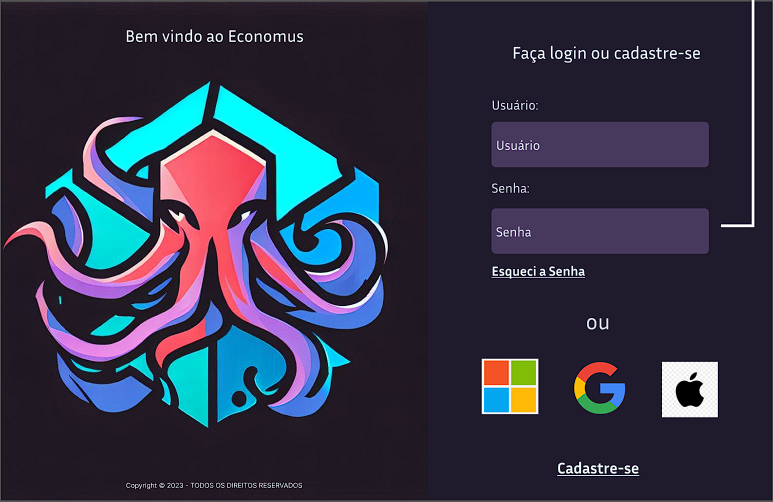 Bem vindo ao Economus
Copyright © 2023 - TODOS OS DIREITOS RESERVADOS
Faça login ou cadastre-se
Usuário:
Usuário
Senha:
Senha
Esqueci a Senha
ou
Cadastre-se